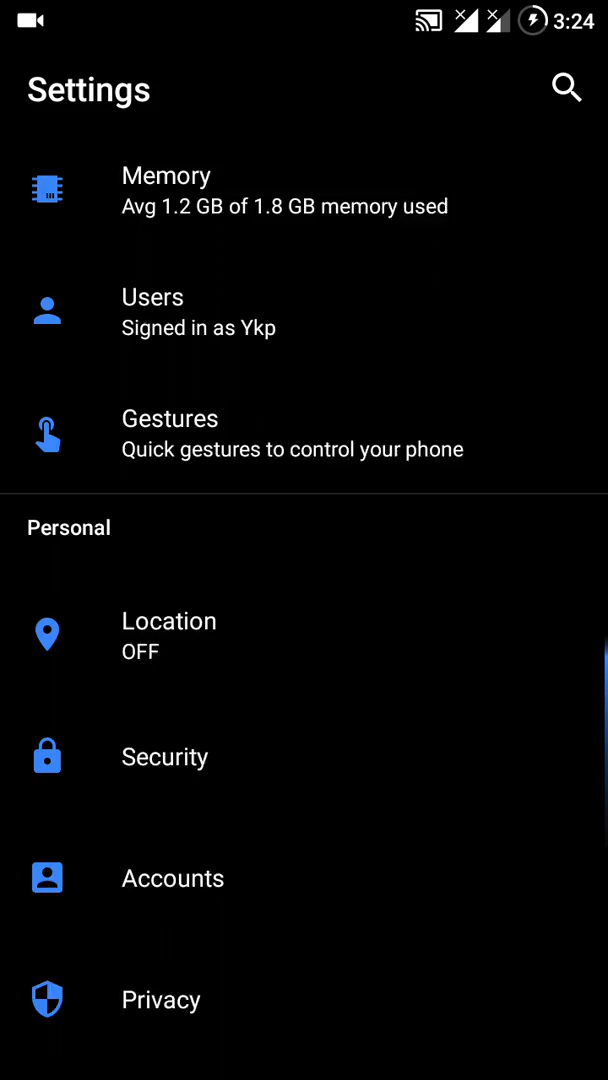 3:24
Settings
Memory
Avg 1.2 GB of 1.8 GB memory used
Users
Signed in as Ykp
Gestures
Quick gestures to control your phone
Personal
Location
OFF
Security
Accounts
Privacy